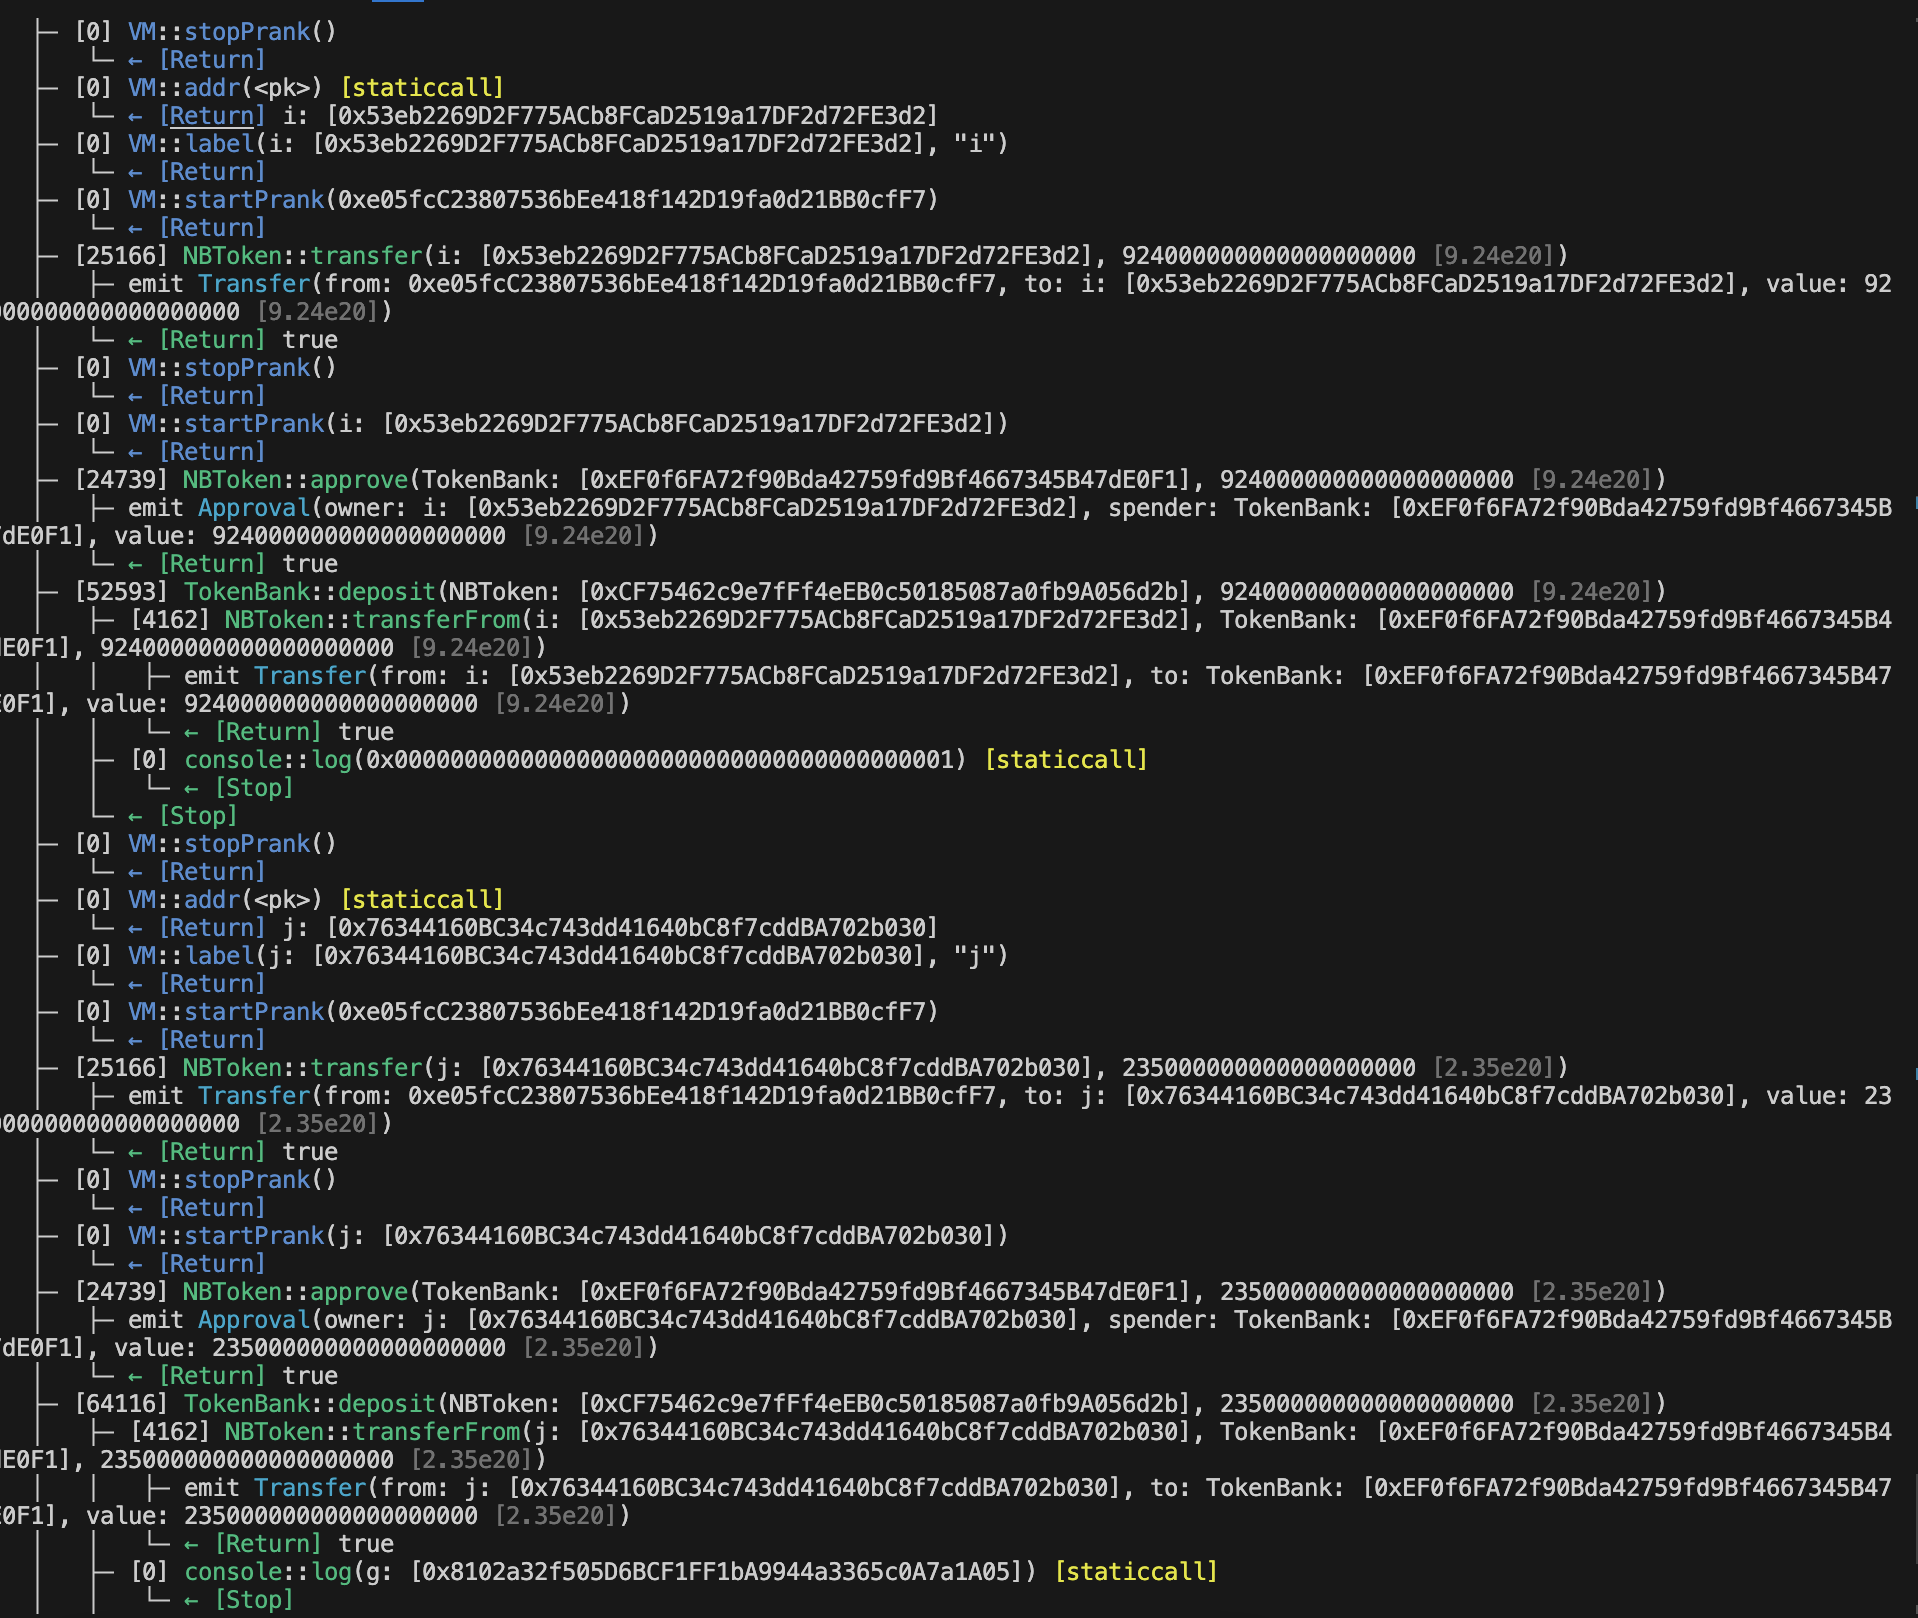 ├─ [0] VM::stopPrank()
│   └─ ← [Return]
├─ [0] VM::addr(<pk>) [staticcall]
│   └─ ← [Return] i: [0x53eb2269D2F775ACb8FCaD2519a17DF2d72FE3d2]
├─ [0] VM::label(i: [0x53eb2269D2F775ACb8FCaD2519a17DF2d72FE3d2], "i")
│   └─ ← [Return]
├─ [0] VM::startPrank(0xe05fcC23807536bEe418f142D19fa0d21BB0cfF7)
│   └─ ← [Return]
├─ [25166] NBToken::transfer(i: [0x53eb2269D2F775ACb8FCaD2519a17DF2d72FE3d2], 924000000000000000000 [9.24e20])
│   ├─ emit Transfer(from: 0xe05fcC23807536bEe418f142D19fa0d21BB0cfF7, to: i: [0x53eb2269D2F775ACb8FCaD2519a17DF2d72FE3d2], value: 92
000000000000000000 [9.24e20])
│   └─ ← [Return] true
├─ [0] VM::stopPrank()
│   └─ ← [Return]
├─ [0] VM::startPrank(i: [0x53eb2269D2F775ACb8FCaD2519a17DF2d72FE3d2])
│   └─ ← [Return]
├─ [24739] NBToken::approve(TokenBank: [0xEF0f6FA72f90Bda42759fd9Bf4667345B47dE0F1], 924000000000000000000 [9.24e20])
│   ├─ emit Approval(owner: i: [0x53eb2269D2F775ACb8FCaD2519a17DF2d72FE3d2], spender: TokenBank: [0xEF0f6FA72f90Bda42759fd9Bf4667345B
7dE0F1], value: 924000000000000000000 [9.24e20])
│   └─ ← [Return] true
├─ [52593] TokenBank::deposit(NBToken: [0xCF75462c9e7fFf4eEB0c50185087a0fb9A056d2b], 924000000000000000000 [9.24e20])
│   ├─ [4162] NBToken::transferFrom(i: [0x53eb2269D2F775ACb8FCaD2519a17DF2d72FE3d2], TokenBank: [0xEF0f6FA72f90Bda42759fd9Bf4667345B4
dE0F1], 924000000000000000000 [9.24e20])
│   │   ├─ emit Transfer(from: i: [0x53eb2269D2F775ACb8FCaD2519a17DF2d72FE3d2], to: TokenBank: [0xEF0f6FA72f90Bda42759fd9Bf4667345B47
E0F1], value: 924000000000000000000 [9.24e20])
│   │   └─ ← [Return] true
│   ├─ [0] console::log(0x0000000000000000000000000000000000000001) [staticcall]
│   │   └─ ← [Stop]
│   └─ ← [Stop]
├─ [0] VM::stopPrank()
│   └─ ← [Return]
├─ [0] VM::addr(<pk>) [staticcall]
│   └─ ← [Return] j: [0x76344160BC34c743dd41640bC8f7cddBA702b030]
├─ [0] VM::label(j: [0x76344160BC34c743dd41640bC8f7cddBA702b030], "j")
│   └─ ← [Return]
├─ [0] VM::startPrank(0xe05fcC23807536bEe418f142D19fa0d21BB0cfF7)
│   └─ ← [Return]
├─ [25166] NBToken::transfer(j: [0x76344160BC34c743dd41640bC8f7cddBA702b030], 235000000000000000000 [2.35e20])
│   ├─ emit Transfer(from: 0xe05fcC23807536bEe418f142D19fa0d21BB0cfF7, to: j: [0x76344160BC34c743dd41640bC8f7cddBA702b030], value: 23
000000000000000000 [2.35e20])
│   └─ ← [Return] true
├─ [0] VM::stopPrank()
│   └─ ← [Return]
├─ [0] VM::startPrank(j: [0x76344160BC34c743dd41640bC8f7cddBA702b030])
│   └─ ← [Return]
├─ [24739] NBToken::approve(TokenBank: [0xEF0f6FA72f90Bda42759fd9Bf4667345B47dE0F1], 235000000000000000000 [2.35e20])
│   ├─ emit Approval(owner: j: [0x76344160BC34c743dd41640bC8f7cddBA702b030], spender: TokenBank: [0xEF0f6FA72f90Bda42759fd9Bf4667345B
7dE0F1], value: 235000000000000000000 [2.35e20])
│   └─ ← [Return] true
├─ [64116] TokenBank::deposit(NBToken: [0xCF75462c9e7fFf4eEB0c50185087a0fb9A056d2b], 235000000000000000000 [2.35e20])
│   ├─ [4162] NBToken::transferFrom(j: [0x76344160BC34c743dd41640bC8f7cddBA702b030], TokenBank: [0xEF0f6FA72f90Bda42759fd9Bf4667345B4
dE0F1], 235000000000000000000 [2.35e20])
│   │   ├─ emit Transfer(from: j: [0x76344160BC34c743dd41640bC8f7cddBA702b030], to: TokenBank: [0xEF0f6FA72f90Bda42759fd9Bf4667345B47
E0F1], value: 235000000000000000000 [2.35e20])
│   │   └─ ← [Return] true
│   ├─ [0] console::log(g: [0x8102a32f505D6BCF1FF1bA9944a3365c0A7a1A05]) [staticcall]
│   │   └─ ← [Stop]